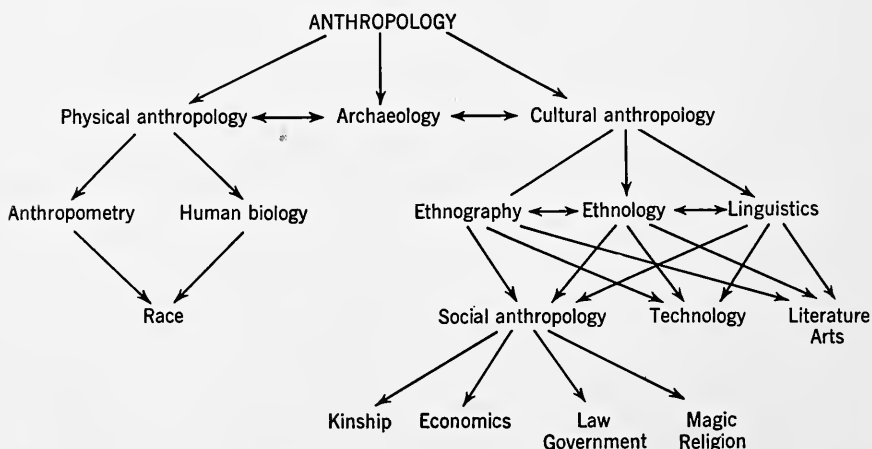 ANTHROPOLOGY
Physical anthropology Archaeology Cultural anthropology
Anthropometry Human biology Ethnography Ethnology Linguistics
Race Social anthropology Technology Literature
Arts
Kinship Economics Law Magic
Government Religion